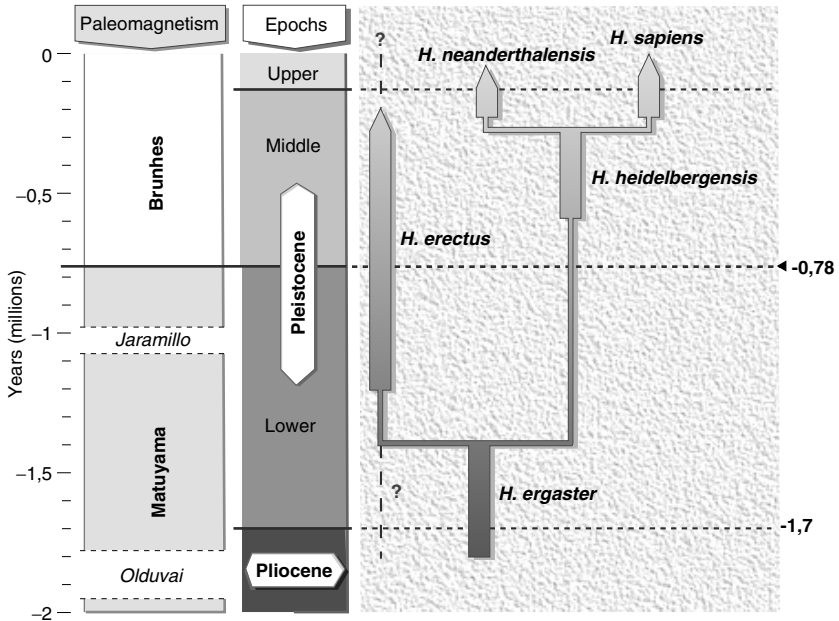 Paleomagnetism
Epochs
Years (millions)
0
–0,5
–1
–1,5
–2
Brunhes
Jaramillo
Matuyama
Olduvai
Upper
Middle
Pleistocene
Lower
Pliocene
?
H. neanderthalensis
H. sapiens
H. heidelbergensis
H. erectus
-0,78
?
H. ergaster
-1,7